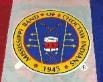 MISSISSIPPI BAND OF CHOCTAW INDIANS
1945